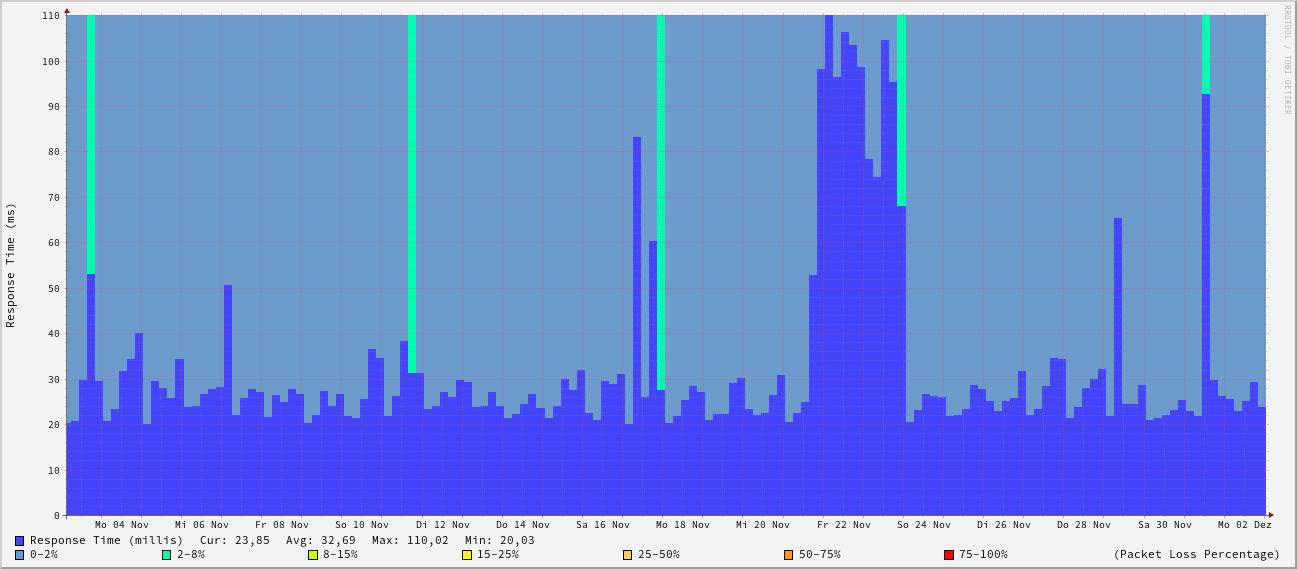 RRDTOOL / TOBI OETIKER
Response Time (ms)
110
100
90
80
70
60
50
40
30
20
10
0
Mo 04 Nov Mi 06 Nov Fr 08 Nov So 10 Nov Di 12 Nov Do 14 Nov Sa 16 Nov Mo 18 Nov Mi 20 Nov Fr 22 Nov So 24 Nov Di 26 Nov Do 28 Nov Sa 30 Nov Mo 02 Dez
Response Time (millis) Cur: 23,85 Avg: 32,69 Max: 110,02 Min: 20,03
0-2% 2-8% 8-15% 15-25% 25-50% 50-75% 75-100% (Packet Loss Percentage)